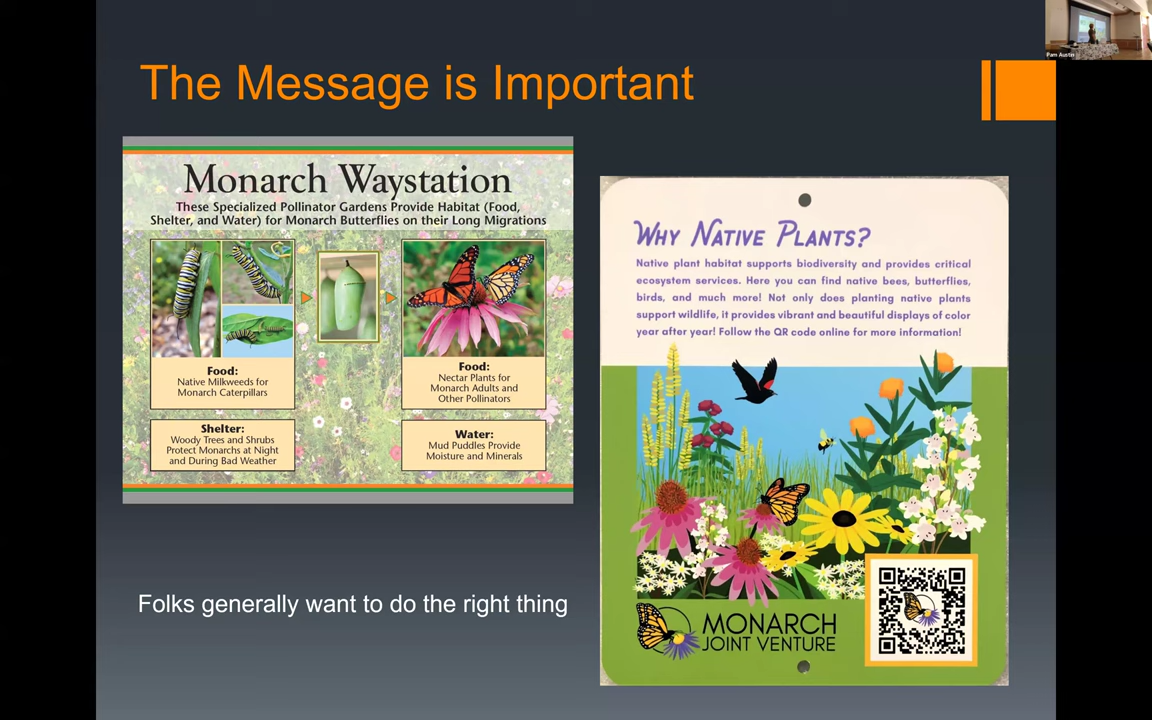 Pam Austin
The Message is Important
Monarch Waystation
These Specialized Pollinator Gardens Provide Habitat (Food,
Shelter, and Water) for Monarch Butterflies on their Long Migrations
Food:
Native Milkweeds for
Monarch Caterpillars
Food:
Nectar Plants for
Monarch Adults and
Other Pollinators
Shelter:
Woody Trees and Shrubs
Protect Monarchs at Night
and During Bad Weather
Water:
Mud Puddles Provide
Moisture and Minerals
Why Native Plants?
Native plant habitat supports biodiversity and provides critical
ecosystem services. Here you can find native bees, butterflies,
birds, and much more! Not only does planting native plants
support wildlife, it provides vibrant and beautiful displays of color
year after year! Follow the QR code online for more information!
MONARCH
JOINT VENTURE
Folks generally want to do the right thing